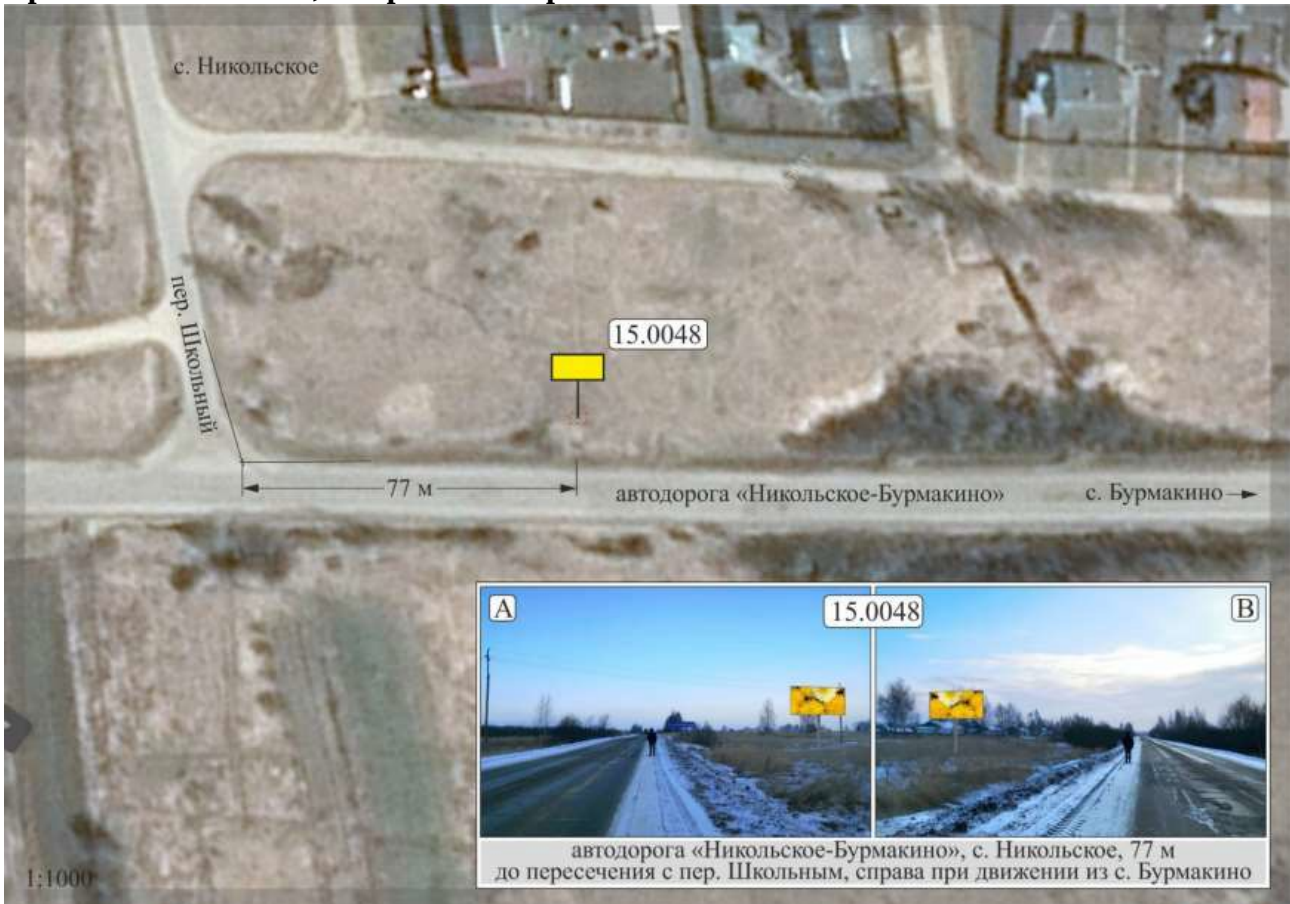 с. Никольское
15.0048
пер. Школьный
77 м
автодорога «Никольское-Бурмакино»
с. Бурмакино
A
15.0048
B
автодорога «Никольское-Бурмакино», с. Никольское, 77 м
до пересечения с пер. Школьным, справа при движении из с. Бурмакино
1:1000